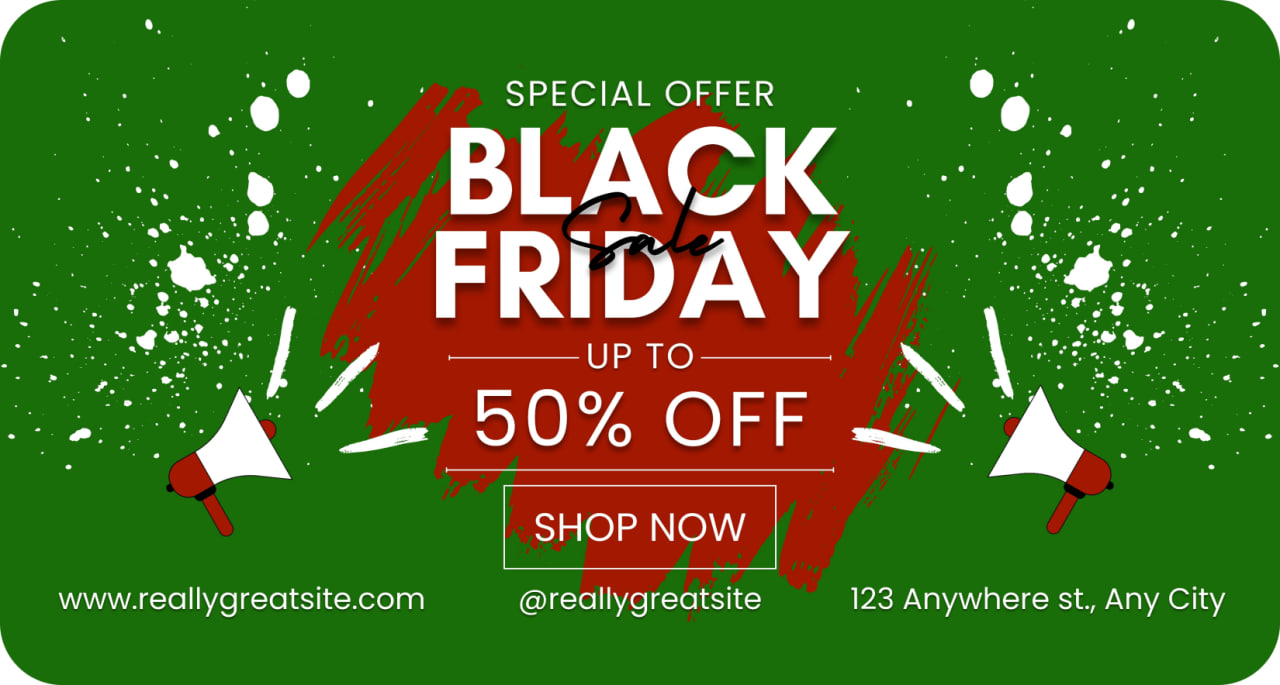 SPECIAL OFFER
BLACK
Sale
FRIDAY
UP TO
50% OFF
SHOP NOW
www.reallygreatsite.com
@reallygreatsite
123 Anywhere st., Any City